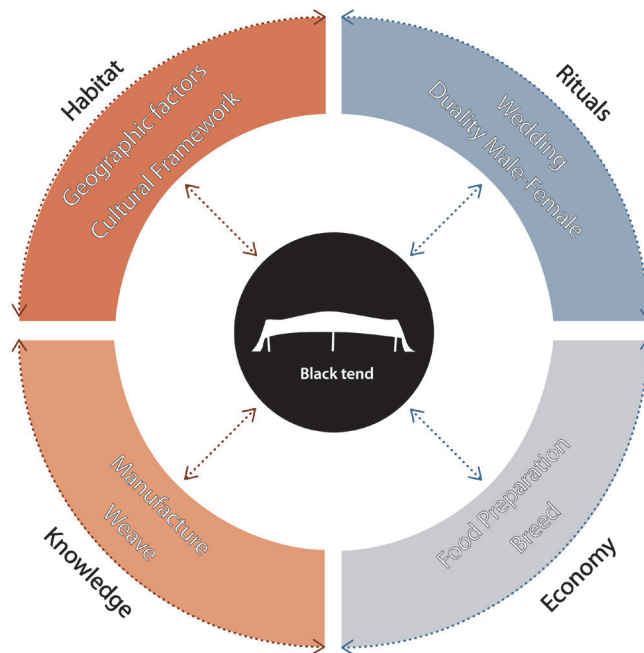 Habitat
Geographic factors
Cultural Framework
Rituals
Wedding
Duality Male-Female
Black tend
Knowledge
Manufacture
Weave
Economy
Food Preparation
Breed